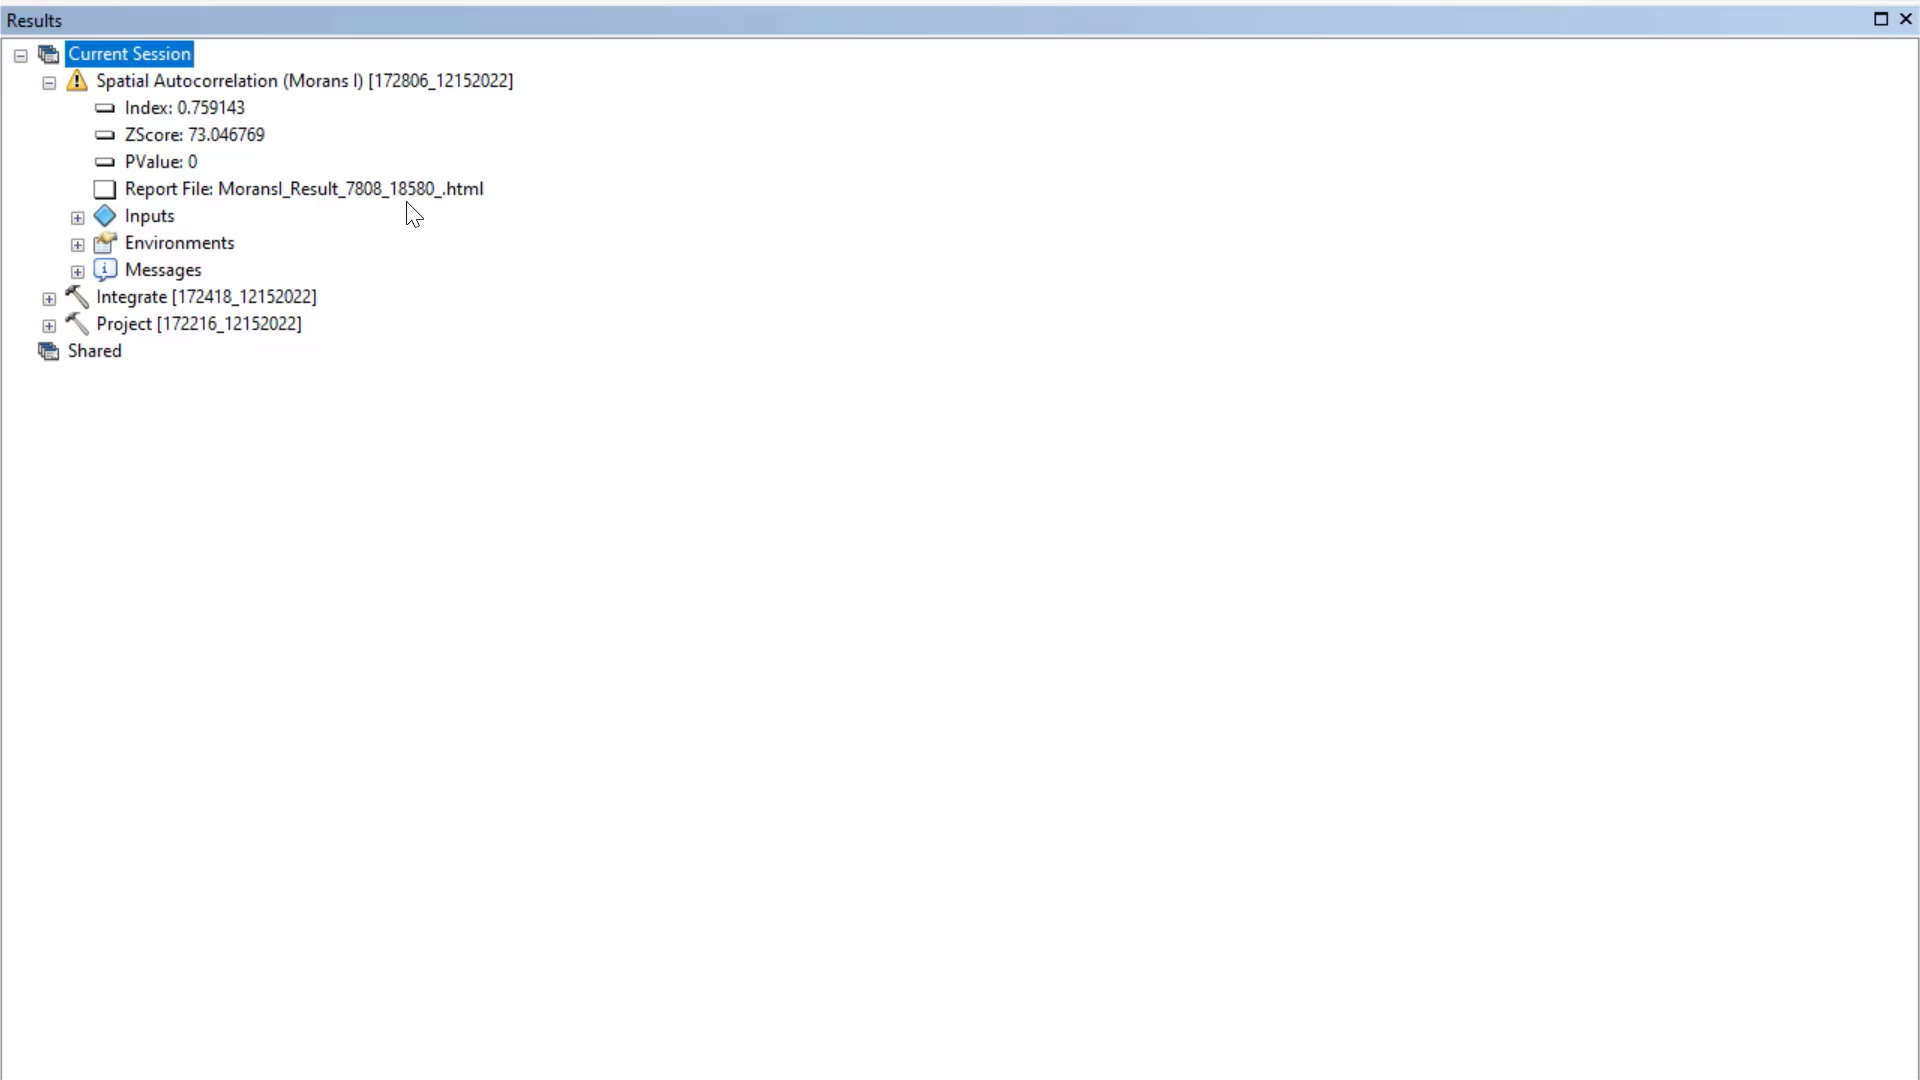 Results
Current Session
Spatial Autocorrelation (Morans I) [172806_12152022]
Index: 0.759143
ZScore: 73.046769
PValue: 0
Report File: MoransI_Result_7808_18580_.html
Inputs
Environments
Messages
Integrate [172418_12152022]
Project [172216_12152022]
Shared